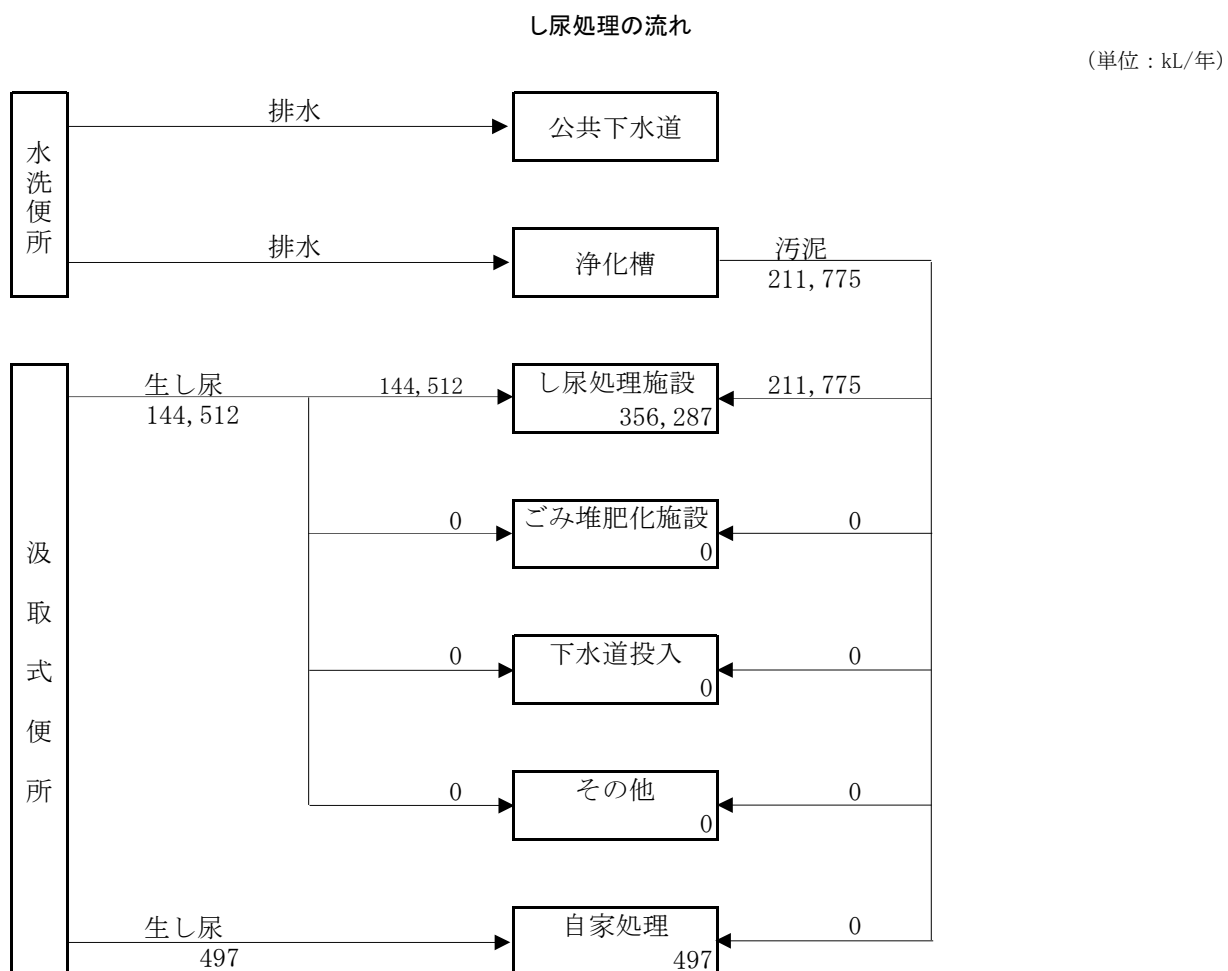 し尿処理の流れ
(単位：kL/年)
水洗便所
排水
公共下水道
排水
浄化槽
汚泥
211,775
汲取式便所
生し尿
144,512
144,512
し尿処理施設
356,287
211,775
0
ごみ堆肥化施設
0
0
0
下水道投入
0
0
0
その他
0
0
生し尿
497
自家処理
497
0